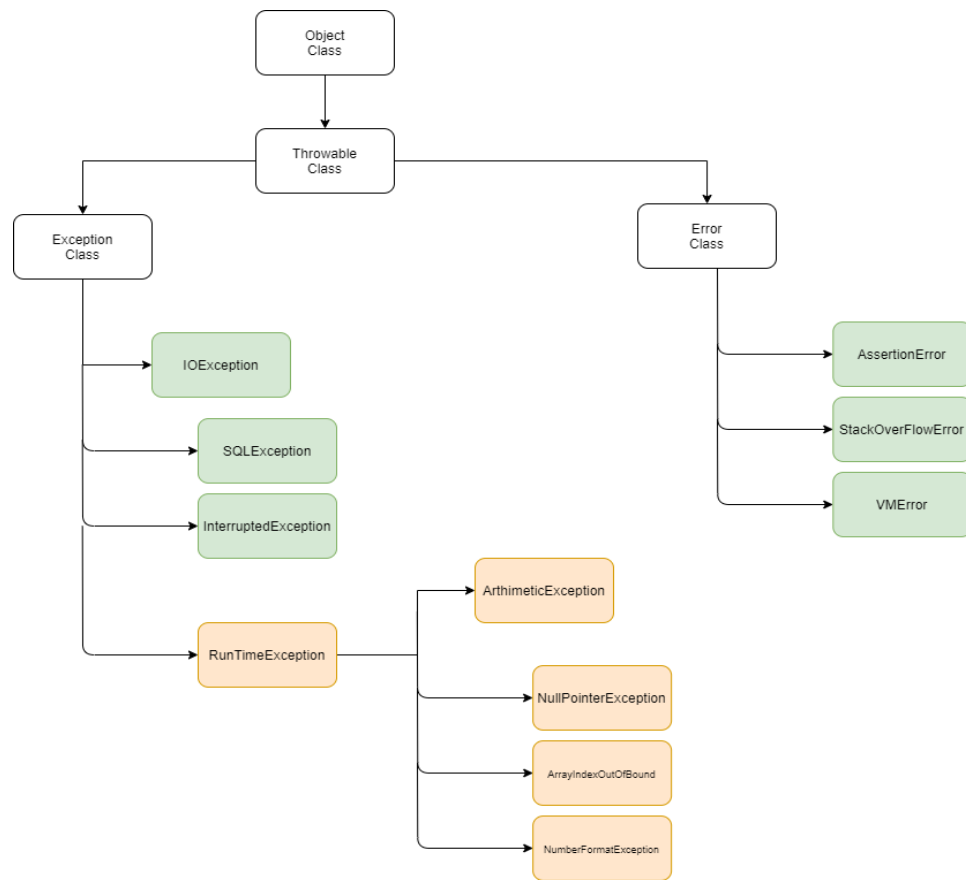 Object
Class
Throwable
Class
Exception
Class
Error
Class
IOException
AssertionError
SQLException
StackOverFlowError
InterruptedException
VMError
ArthimeticException
RunTimeException
NullPointerException
ArrayIndexOutOfBound
NumberFormatException